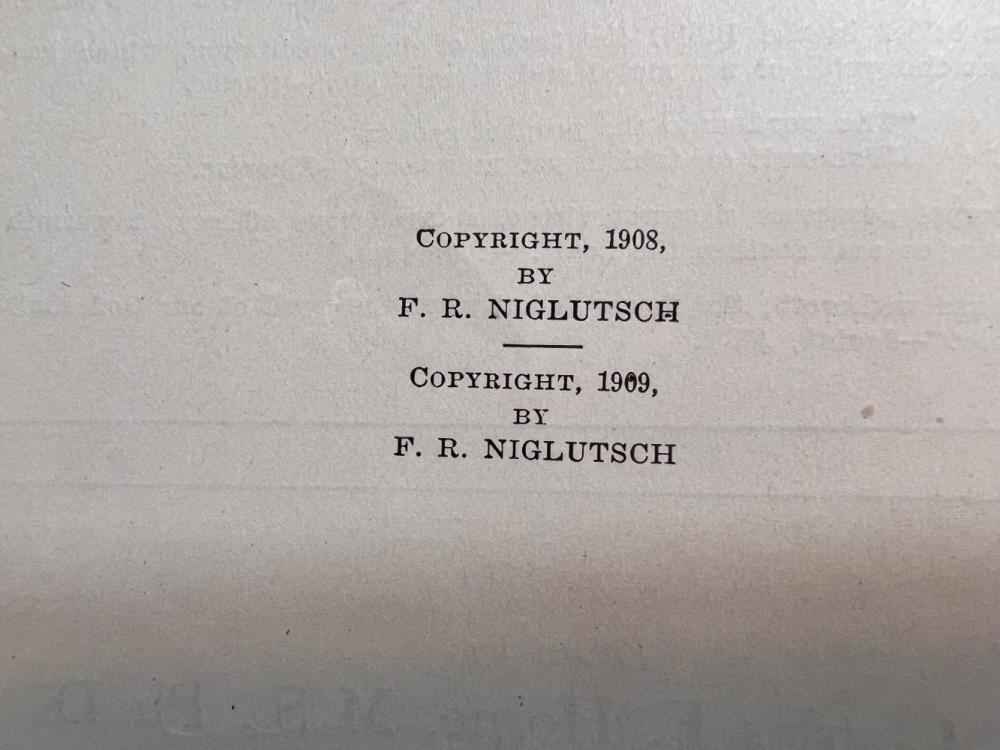 COPYRIGHT, 1908,
BY
F. R. NIGLUTSCH
COPYRIGHT, 1909,
BY
F. R. NIGLUTSCH